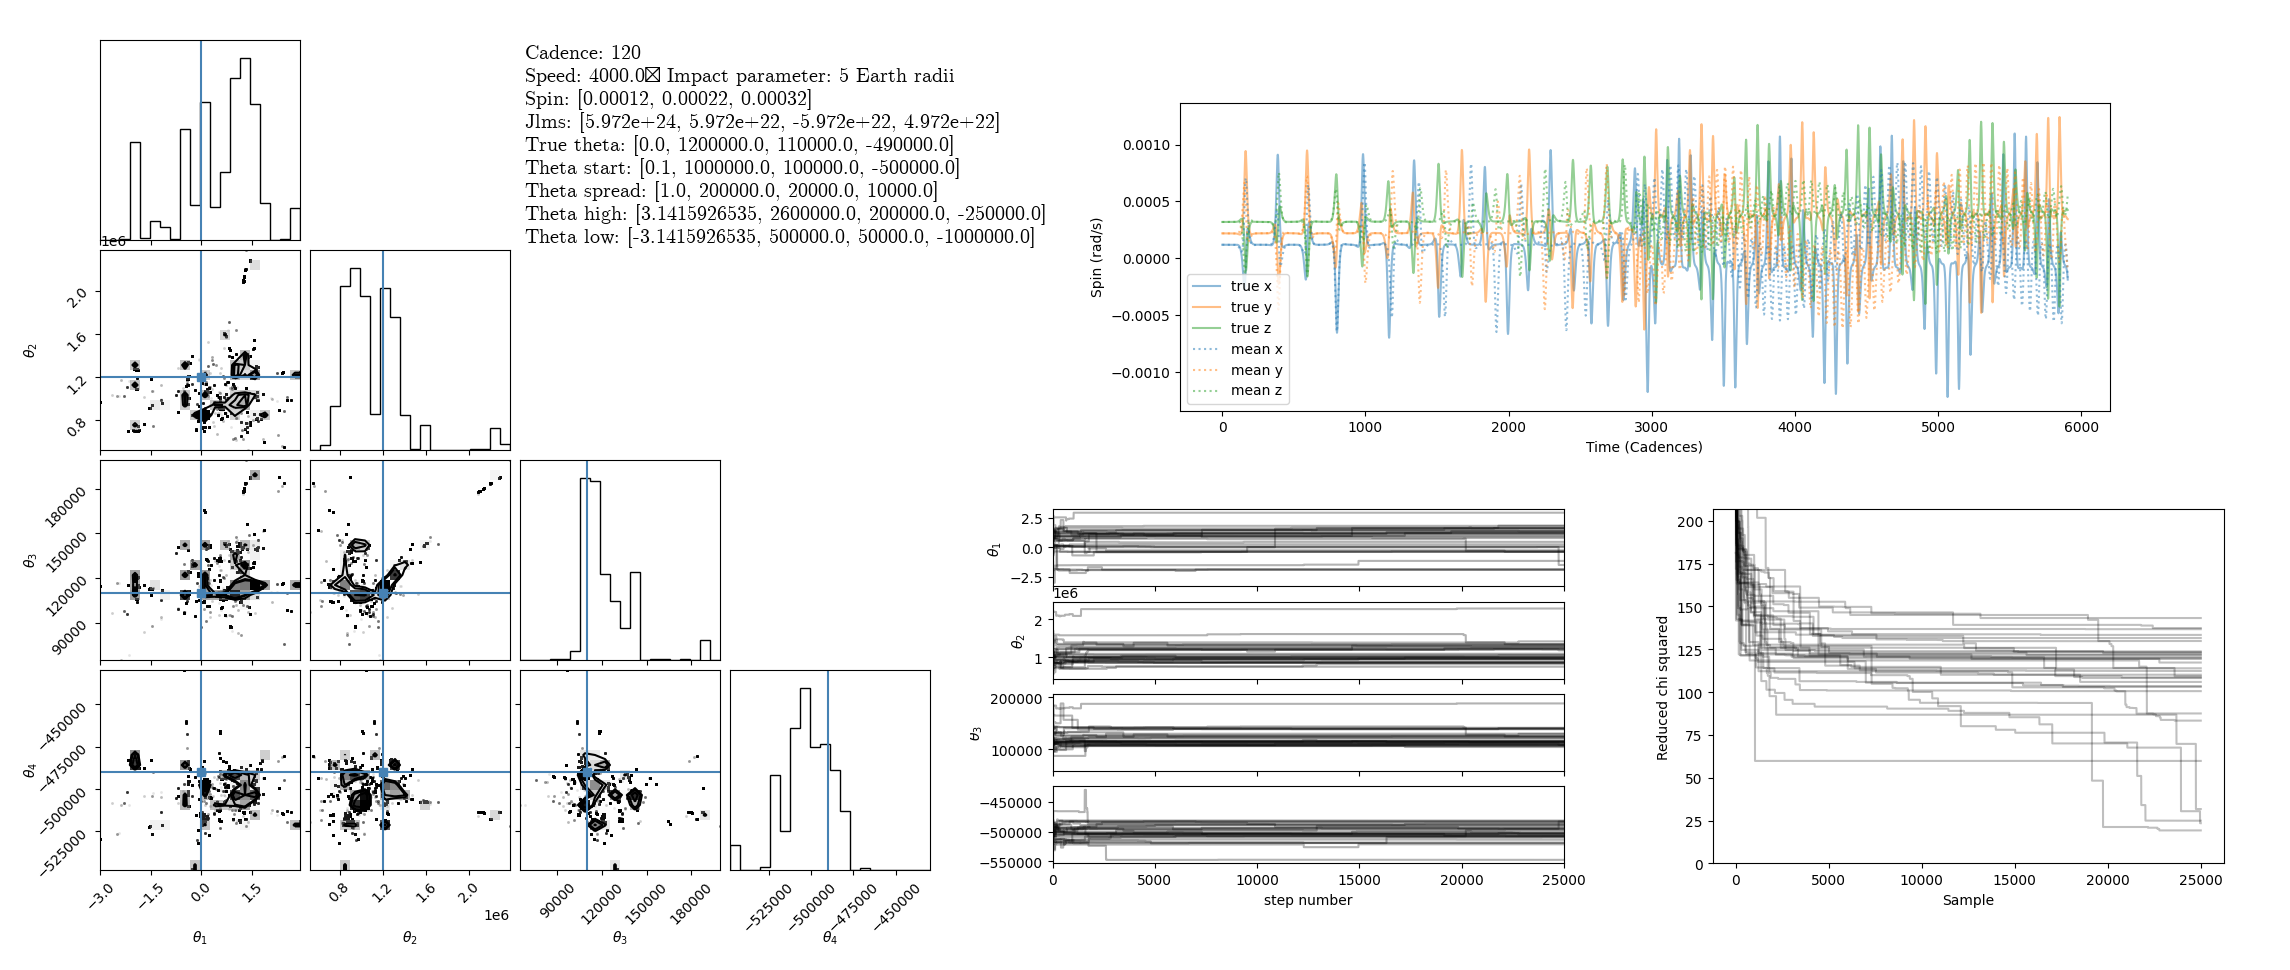 Cadence: 120
Speed: 4000.0 Impact parameter: 5 Earth radii
Spin: [0.00012, 0.00022, 0.00032]
Jlms: [5.972e+24, 5.972e+22, -5.972e+22, 4.972e+22]
True theta: [0.0, 1200000.0, 110000.0, -490000.0]
Theta start: [0.1, 1000000.0, 100000.0, -500000.0]
Theta spread: [1.0, 200000.0, 20000.0, 10000.0]
Theta high: [3.1415926535, 2600000.0, 200000.0, -250000.0]
Theta low: [-3.1415926535, 500000.0, 50000.0, -1000000.0]
1e6
2.0
1.6
1.2
0.8
θ2
180000
150000
120000
90000
θ3
−450000
−475000
−500000
−525000
θ4
−3.0
−1.5
0.0
1.5
θ1
0.8
1.2
1.6
2.0
1e6
θ2
90000
120000
150000
180000
θ3
−525000
−500000
−475000
−450000
θ4
0.0010
0.0005
0.0000
−0.0005
−0.0010
Spin (rad/s)
true x
true y
true z
mean x
mean y
mean z
0 1000 2000 3000 4000 5000 6000
Time (Cadences)
2.5
0.0
−2.5
θ1
1e6
2
1
θ2
200000
100000
θ3
−450000
−500000
−550000
0 5000 10000 15000 20000 25000
step number
200
175
150
125
100
75
50
25
0
Reduced chi squared
0 5000 10000 15000 20000 25000
Sample